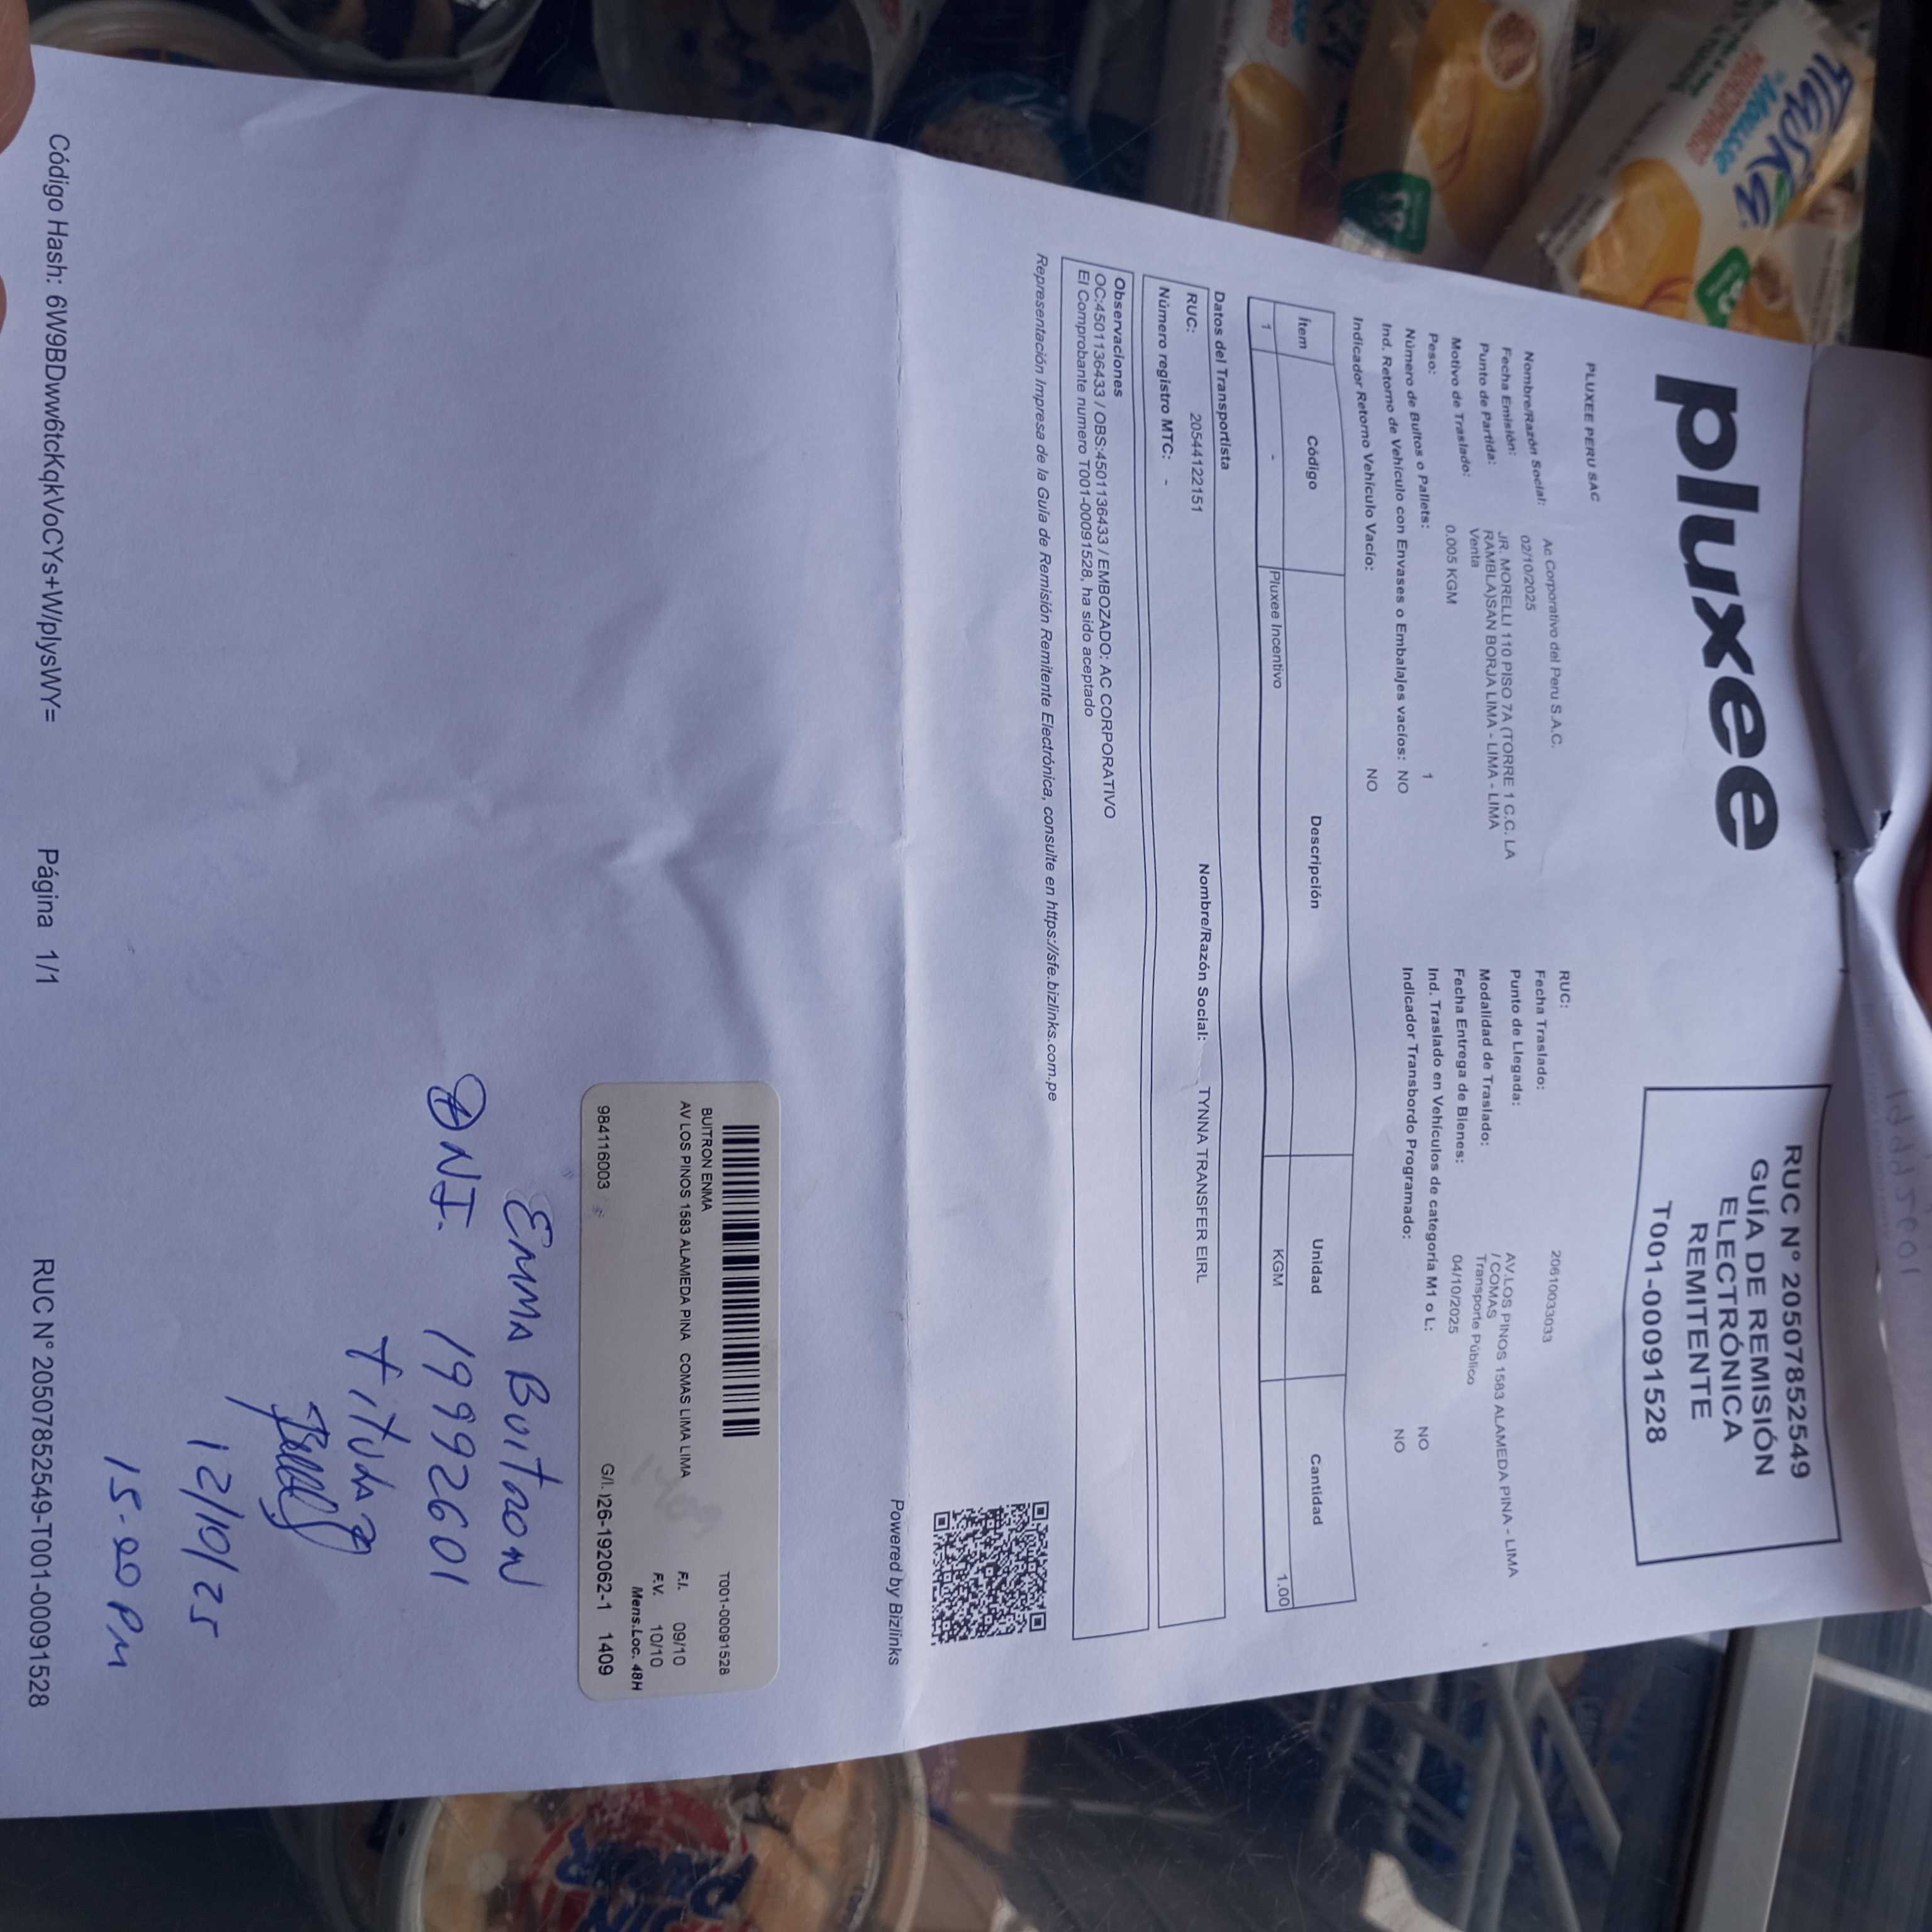 pluxee
RUC N° 20507852549
GUÍA DE REMISIÓN
ELECTRÓNICA
REMITENTE
T001-00091528
PLUXEE PERU SAC
Nombre/Razón Social: Ac Corporativo del Peru S.A.C.
RUC: 20610033033
Fecha Emisión: 02/10/2025
Fecha Traslado:
Punto de Partida: JR. MORELLI 110 PISO 7A (TORRE 1 C.C. LA
RAMBLA)SAN BORJA LIMA - LIMA - LIMA
Punto de Llegada: AV.LOS PINOS 1583 ALAMEDA PINA - LIMA
/ COMAS
Motivo de Traslado: Venta
Modalidad de Traslado: Transporte Público
Peso: 0.005 KGM
Fecha Entrega de Bienes: 04/10/2025
Número de Bultos o Pallets: 1
Ind. Traslado en Vehículos de categoría M1 o L: NO
Ind. Retorno de Vehículo con Envases o Embalajes vacíos: NO
Indicador Transbordo Programado: NO
Indicador Retorno Vehículo Vacío: NO
Ítem Código Descripción Unidad Cantidad
1 - Pluxee Incentivo KGM 1.00
Datos del Transportista
RUC: 20544122151 Nombre/Razón Social: TYNNA TRANSFER EIRL
Número registro MTC: -
Observaciones
OC:4501136433 / OBS:4501136433 / EMBOZADO: AC CORPORATIVO
El Comprobante numero T001-00091528, ha sido aceptado
Representación Impresa de la Guía de Remisión Remitente Electrónica, consulte en https://sfe.bizlinks.com.pe
Powered by Bizlinks
T001-00091528
BUITRON ENMA
AV LOS PINOS 1583 ALAMEDA PINA COMAS LIMA LIMA
F.I. 09/10
F.V. 10/10
Mens.Loc. 48H
984116003 G/I. )26-192062-1 1409
EMMA BUITRON
DNI. 19992601
titular
12/10/25
15-00 PM
Código Hash: 6W9BDww6tcKqkVoCYs+W/plysWY= Página 1/1 RUC N° 20507852549-T001-00091528
Mousse